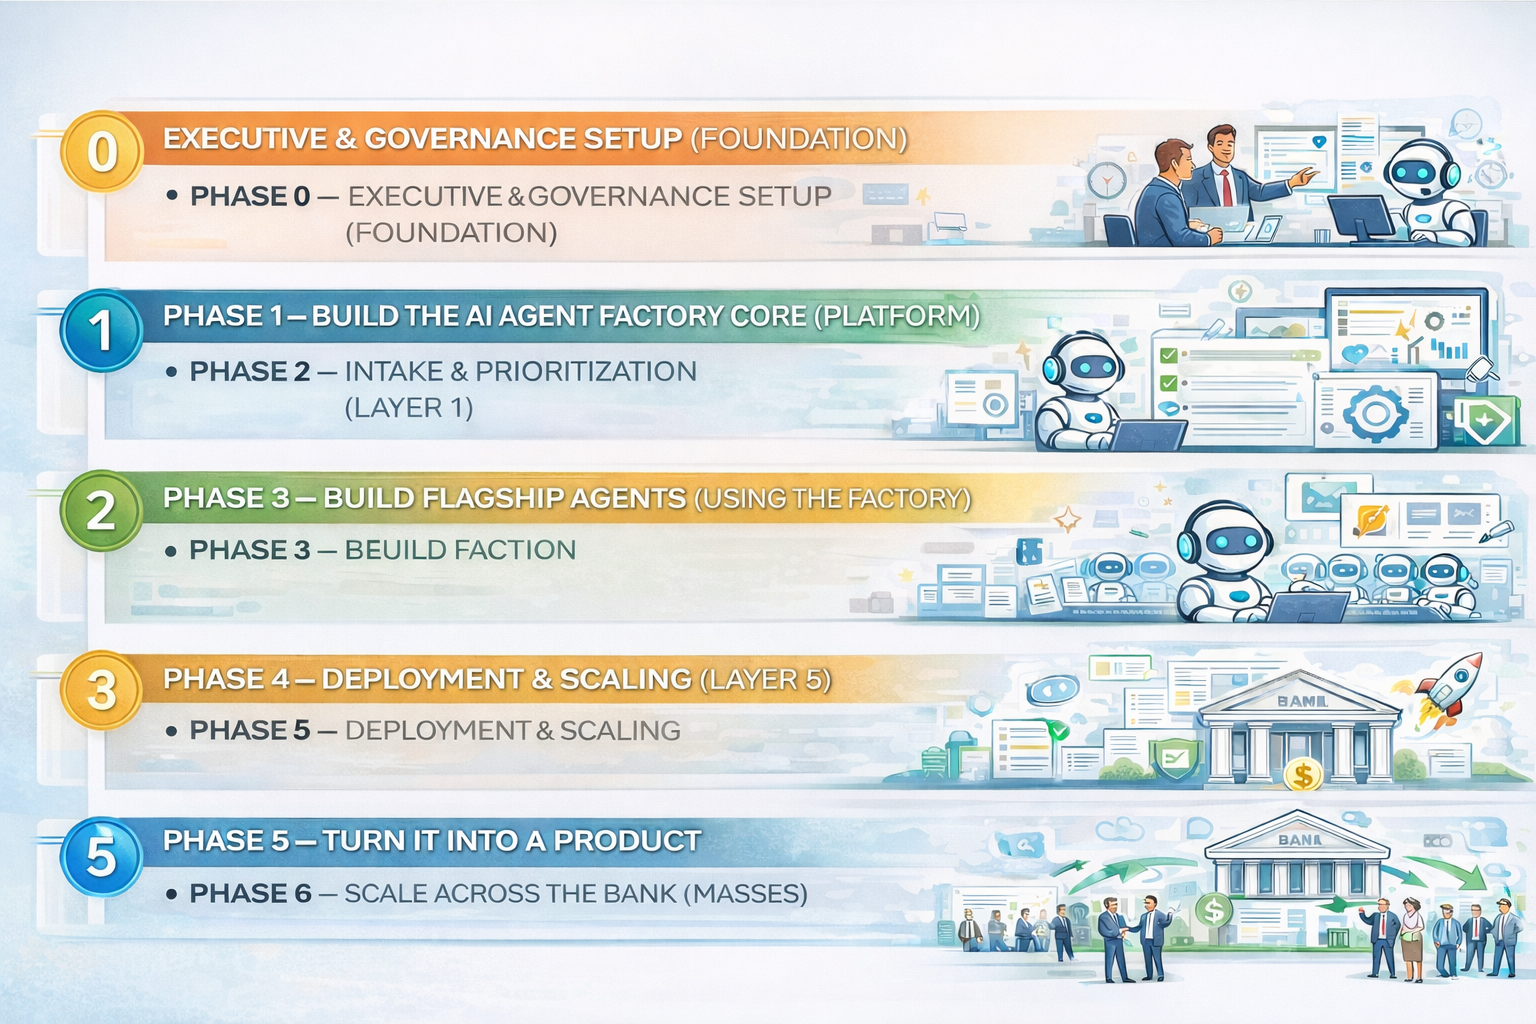 0
EXECUTIVE & GOVERNANCE SETUP (FOUNDATION)
• PHASE 0 — EXECUTIVE & GOVERNANCE SETUP
(FOUNDATION)
1
PHASE 1 — BUILD THE AI AGENT FACTORY CORE (PLATFORM)
• PHASE 2 — INTAKE & PRIORITIZATION
(LAYER 1)
2
PHASE 3 — BUILD FLAGSHIP AGENTS (USING THE FACTORY)
• PHASE 3 — BEUILD FACTION
3
PHASE 4 — DEPLOYMENT & SCALING (LAYER 5)
• PHASE 5 — DEPLOYMENT & SCALING
$
5
PHASE 5 — TURN IT INTO A PRODUCT
• PHASE 6 — SCALE ACROSS THE BANK (MASSES)
$